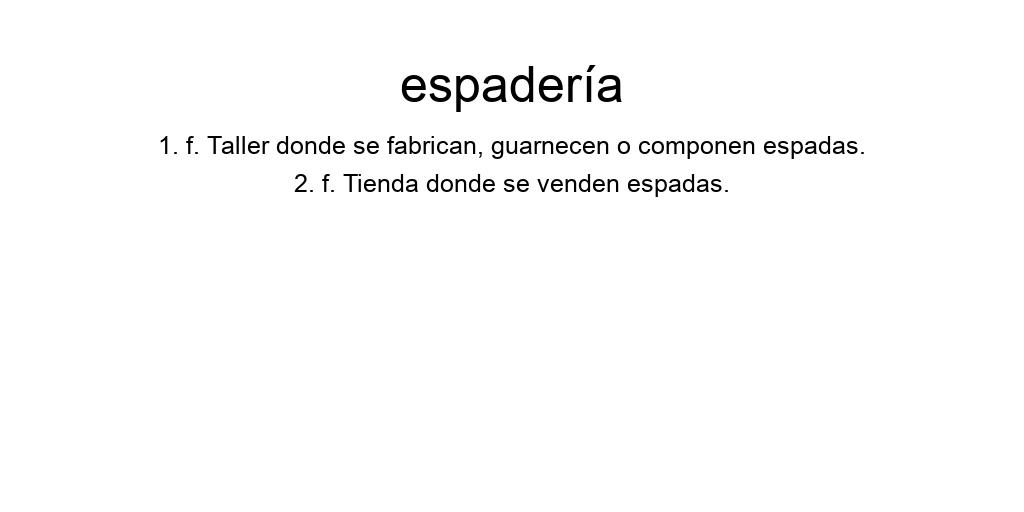 espadería
1. f. Taller donde se fabrican, guarnecen o componen espadas.
2. f. Tienda donde se venden espadas.